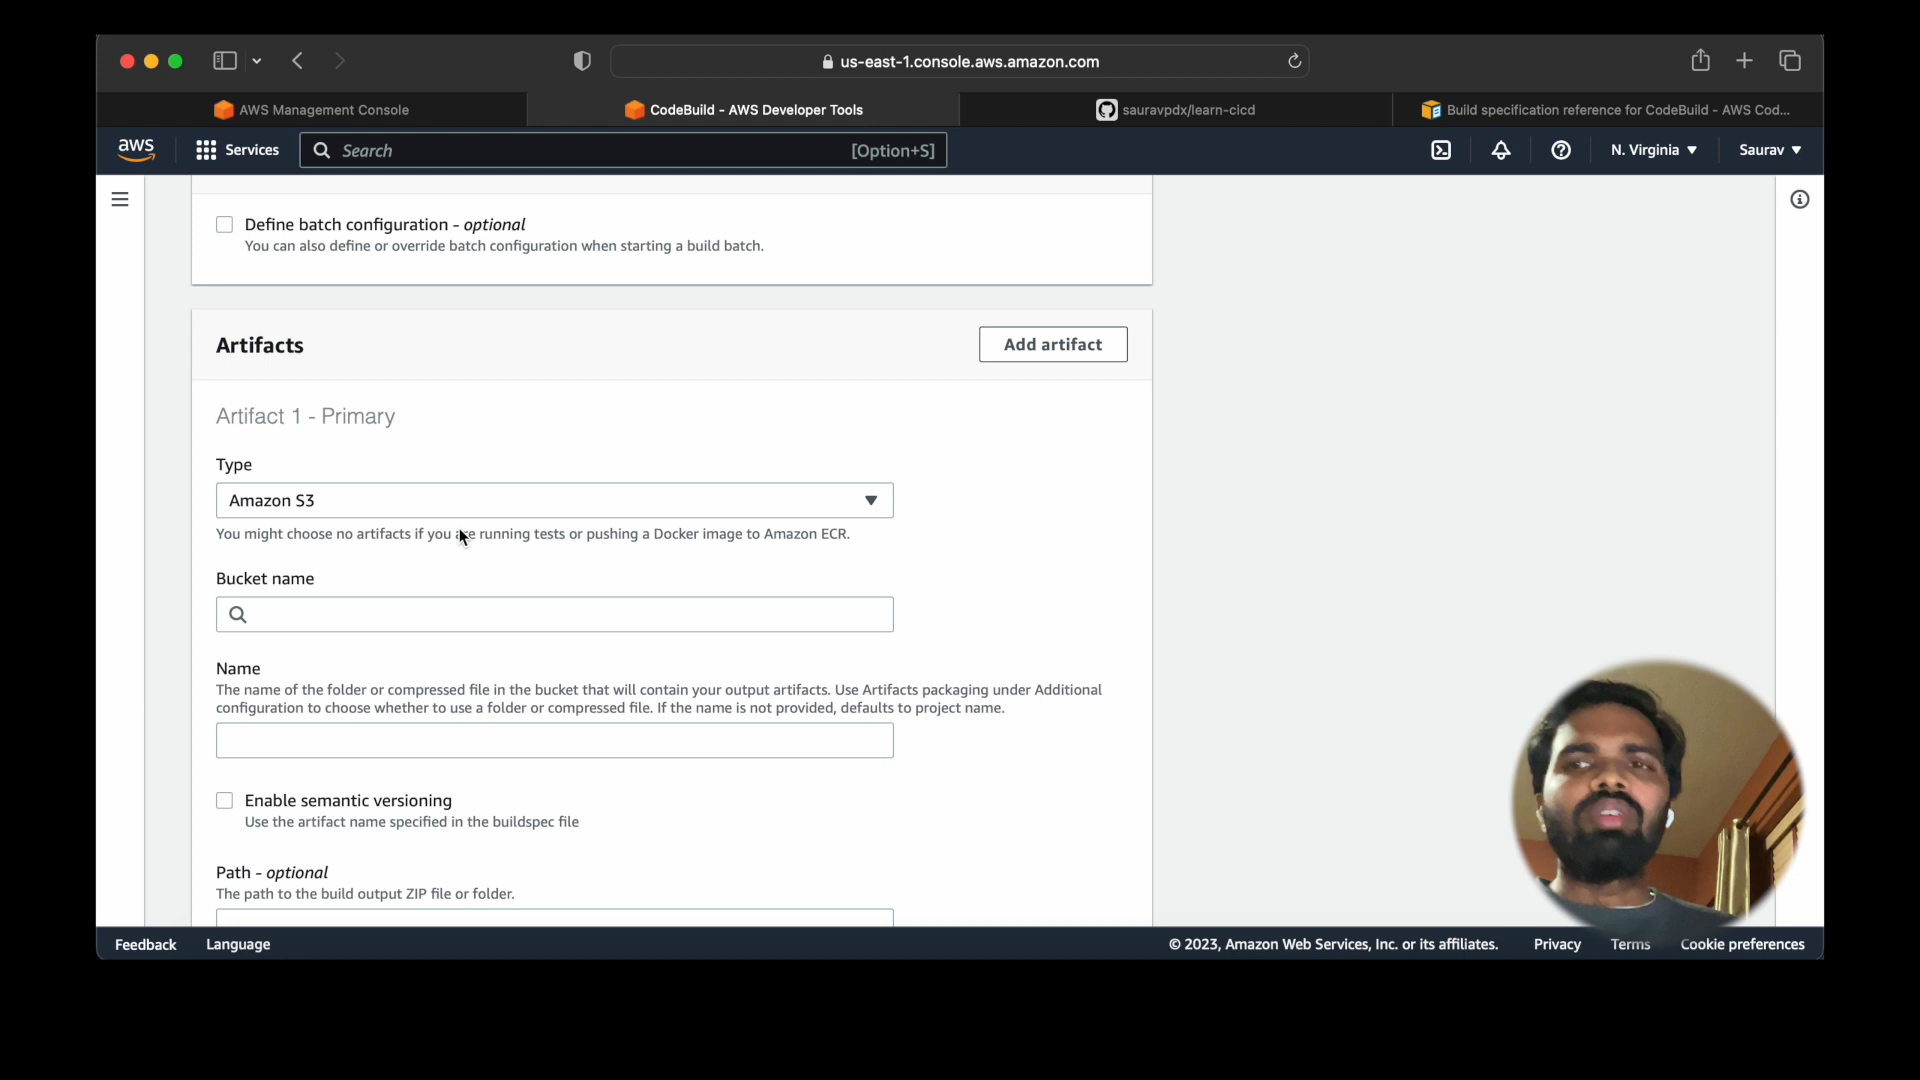 us-east-1.console.aws.amazon.com
AWS Management Console
CodeBuild - AWS Developer Tools
sauravpdx/learn-cicd
Build specification reference for CodeBuild - AWS Cod...
aws
Services
Search
[Option+S]
N. Virginia
Saurav
Define batch configuration - optional
You can also define or override batch configuration when starting a build batch.
Artifacts
Add artifact
Artifact 1 - Primary
Type
Amazon S3
You might choose no artifacts if you are running tests or pushing a Docker image to Amazon ECR.
Bucket name
Name
The name of the folder or compressed file in the bucket that will contain your output artifacts. Use Artifacts packaging under Additional
configuration to choose whether to use a folder or compressed file. If the name is not provided, defaults to project name.
Enable semantic versioning
Use the artifact name specified in the buildspec file
Path - optional
The path to the build output ZIP file or folder.
Feedback
Language
© 2023, Amazon Web Services, Inc. or its affiliates.
Privacy
Terms
Cookie preferences